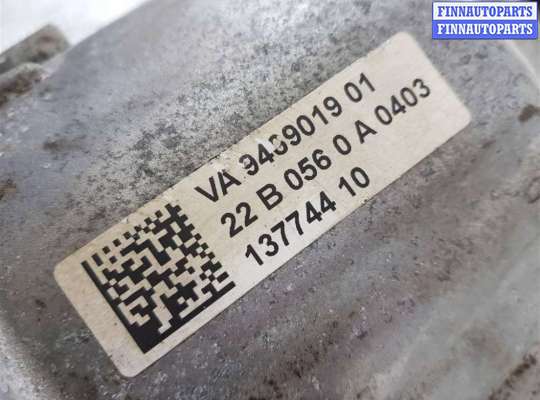 FINNAUTOPARTS
FINNAUTOPARTS
VA 9469019 01
22 B 056 0 A 0403
137744 10